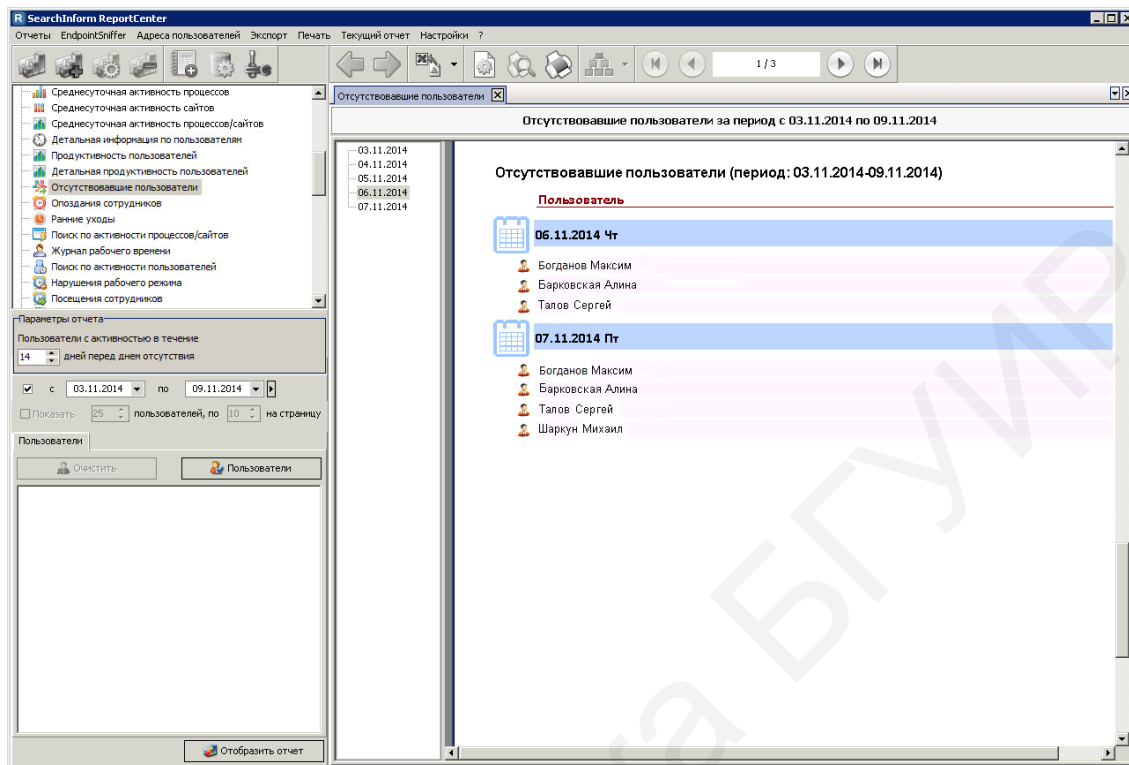 SearchInform ReportCenter
Отчеты EndpointSniffer Адреса пользователей Экспорт Печать Текущий отчет Настройки ?
1 / 3
Среднесуточная активность процессов
Среднесуточная активность сайтов
Среднесуточная активность процессов/сайтов
Детальная информация по пользователям
Продуктивность пользователей
Детальная продуктивность пользователей
Отсутствовавшие пользователи
Опоздания сотрудников
Ранние уходы
Поиск по активности процессов/сайтов
Журнал рабочего времени
Поиск по активности пользователей
Нарушения рабочего режима
Посещения сотрудников
Параметры отчета
Пользователи с активностью в течение
14 дней перед днем отсутствия
с 03.11.2014 по 09.11.2014
Показать 25 пользователей, по 10 на страницу
Пользователи
Очистить Пользователи
Отобразить отчет
Отсутствовавшие пользователи
Отсутствовавшие пользователи за период с 03.11.2014 по 09.11.2014
03.11.2014
04.11.2014
05.11.2014
06.11.2014
07.11.2014
Отсутствовавшие пользователи (период: 03.11.2014-09.11.2014)
Пользователь
06.11.2014 Чт
Богданов Максим
Барковская Алина
Талов Сергей
07.11.2014 Пт
Богданов Максим
Барковская Алина
Талов Сергей
Шаркун Михаил
БГУИР